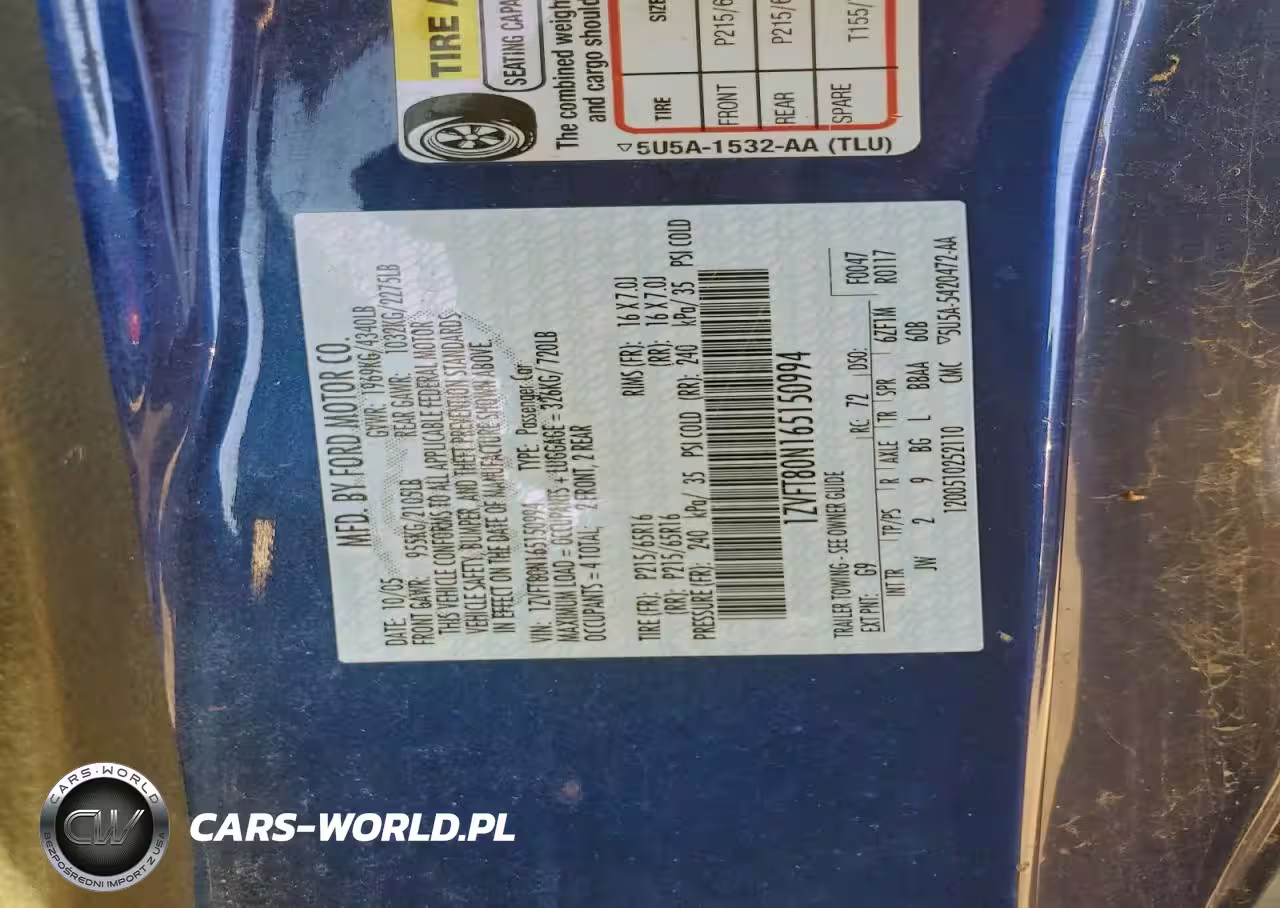 TIRE
SEATING CAPA
The combined weigh
and cargo shoul
TIRE SIZE
FRONT P215/6
REAR P215/6
SPARE T155/
5U5A-1532-AA (TLU)
MFD. BY FORD MOTOR CO.
DATE: 10/05 GVWR: 1969KG/4340LB
FRONT GAWR: 955KG/2105LB REAR GAWR: 1032KG/2275LB
THIS VEHICLE CONFORMS TO ALL APPLICABLE FEDERAL MOTOR
VEHICLE SAFETY, BUMPER, AND THEFT PREVENTION STANDARDS
IN EFFECT ON THE DATE OF MANUFACTURE SHOWN ABOVE.
VIN: 1ZVFT80N165150994 TYPE: Passenger Car
MAXIMUM LOAD = OCCUPANTS + LUGGAGE = 326KG/720LB
OCCUPANTS = 4 TOTAL, 2 FRONT, 2 REAR
TIRE (FR): P215/65R16 RIMS (FR): 16 X 7.0J
(RR): P215/65R16 (RR): 16 X 7.0J
PRESSURE (FR): 240 kPa/ 35 PSI COLD (RR): 240 kPa/ 35 PSI COLD
1ZVFT80N165150994
TRAILER TOWING - SEE OWNER GUIDE F0047
EXT PNT: G9 RC: 72 DSO: R0117
INT TR TP/PS R AXLE TR SPR 6ZF1M
JW 2 9 BG L BBAA 60B
1200510252110 CMC 5U5A-5420472-AA
CARS-WORLD
CW
BEZPOŚREDNI IMPORT Z USA
CARS-WORLD.PL